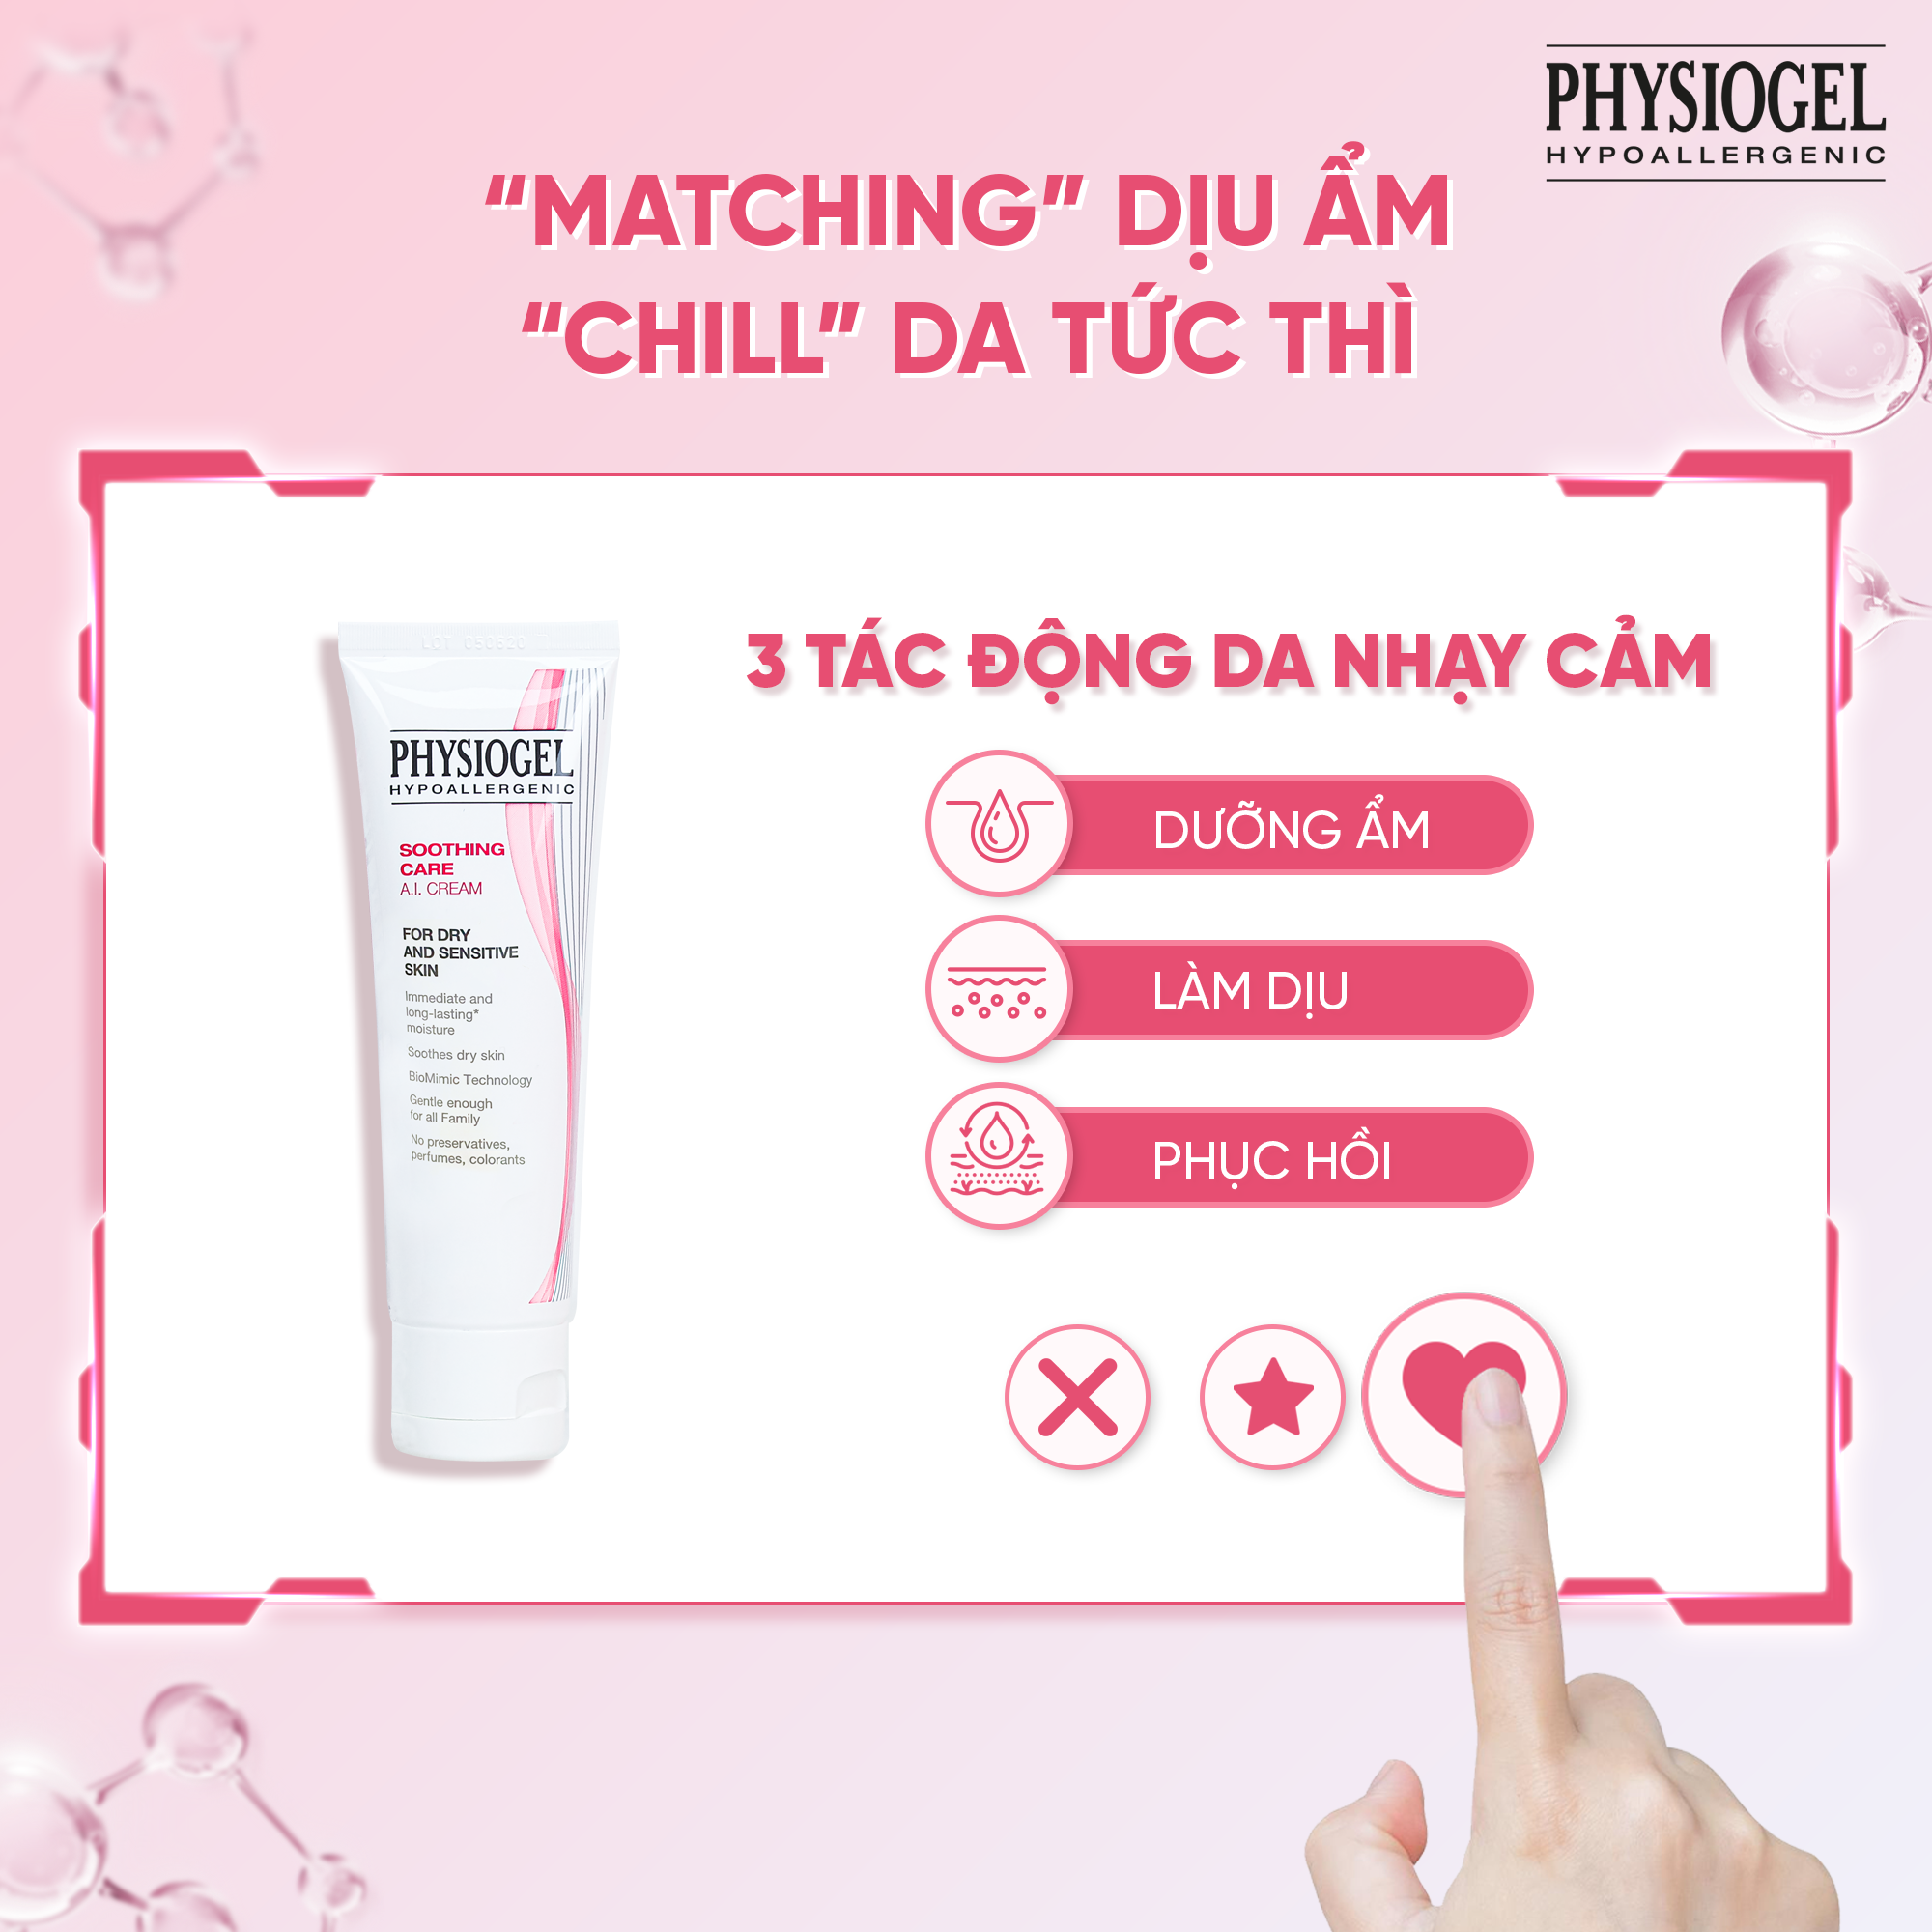 PHYSIOGEL
HYPOALLERGENIC
“MATCHING” DỊU ẨM
“CHILL” DA TỨC THÌ
LOT 050520
PHYSIOGEL
HYPOALLERGENIC
SOOTHING
CARE
A.I. CREAM
FOR DRY
AND SENSITIVE
SKIN
Immediate and
long-lasting*
moisture
Soothes dry skin
BioMimic Technology
Gentle enough
for all Family
No preservatives,
perfumes, colorants
3 TÁC ĐỘNG DA NHẠY CẢM
DƯỠNG ẨM
LÀM DỊU
PHỤC HỒI